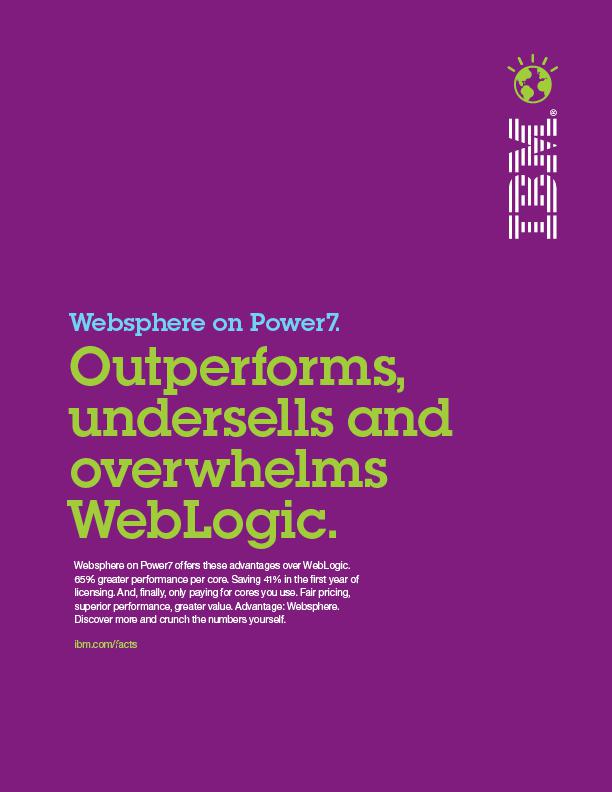 IBM®
Websphere on Power7.
Outperforms,
undersells and
overwhelms
WebLogic.
Websphere on Power7 offers these advantages over WebLogic.
65% greater performance per core. Saving 41% in the first year of
licensing. And, finally, only paying for cores you use. Fair pricing,
superior performance, greater value. Advantage: Websphere.
Discover more and crunch the numbers yourself.
ibm.com/facts